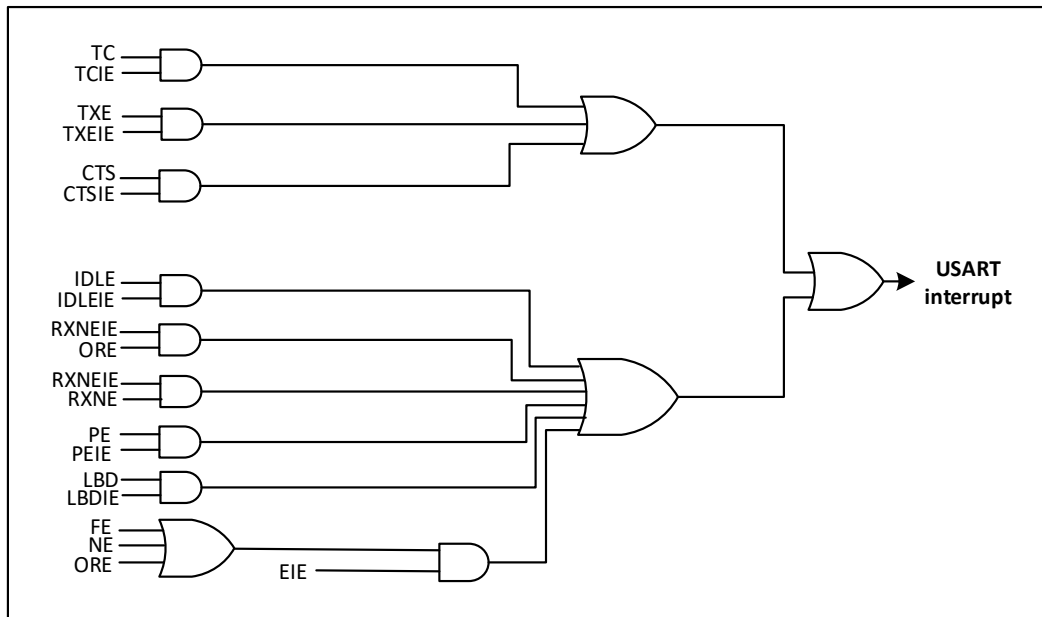 TC
TCIE
TXE
TXEIE
CTS
CTSIE
IDLE
IDLEIE
RXNEIE
ORE
RXNEIE
RXNE
PE
PEIE
LBD
LBDIE
FE
NE
ORE
EIE
USART
interrupt